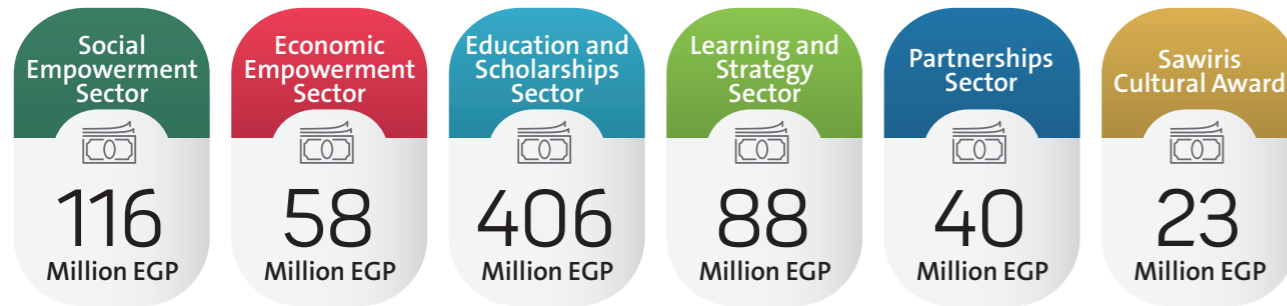 Social
Empowerment
Sector
116
Million EGP
Economic
Empowerment
Sector
58
Million EGP
Education and
Scholarships
Sector
406
Million EGP
Learning and
Strategy
Sector
88
Million EGP
Partnerships
Sector
40
Million EGP
Sawiris
Cultural Award
23
Million EGP